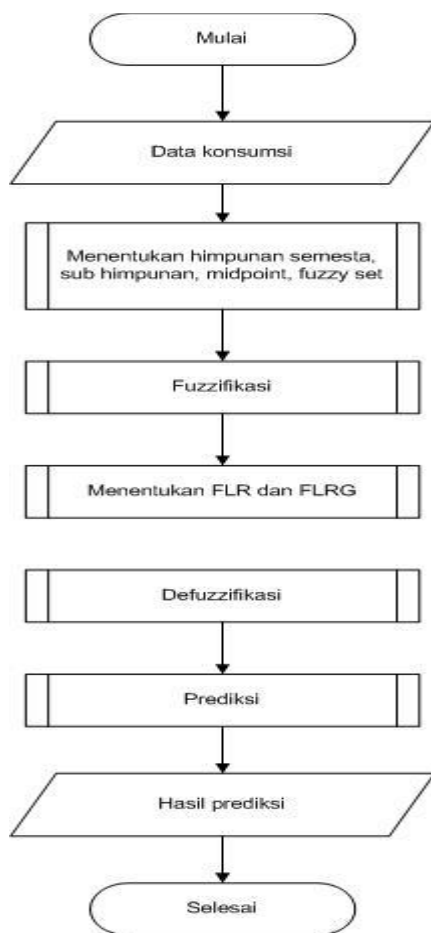 Mulai
Data konsumsi
Menentukan himpunan semesta,
sub himpunan, midpoint, fuzzy set
Fuzzifikasi
Menentukan FLR dan FLRG
Defuzzifikasi
Prediksi
Hasil prediksi
Selesai